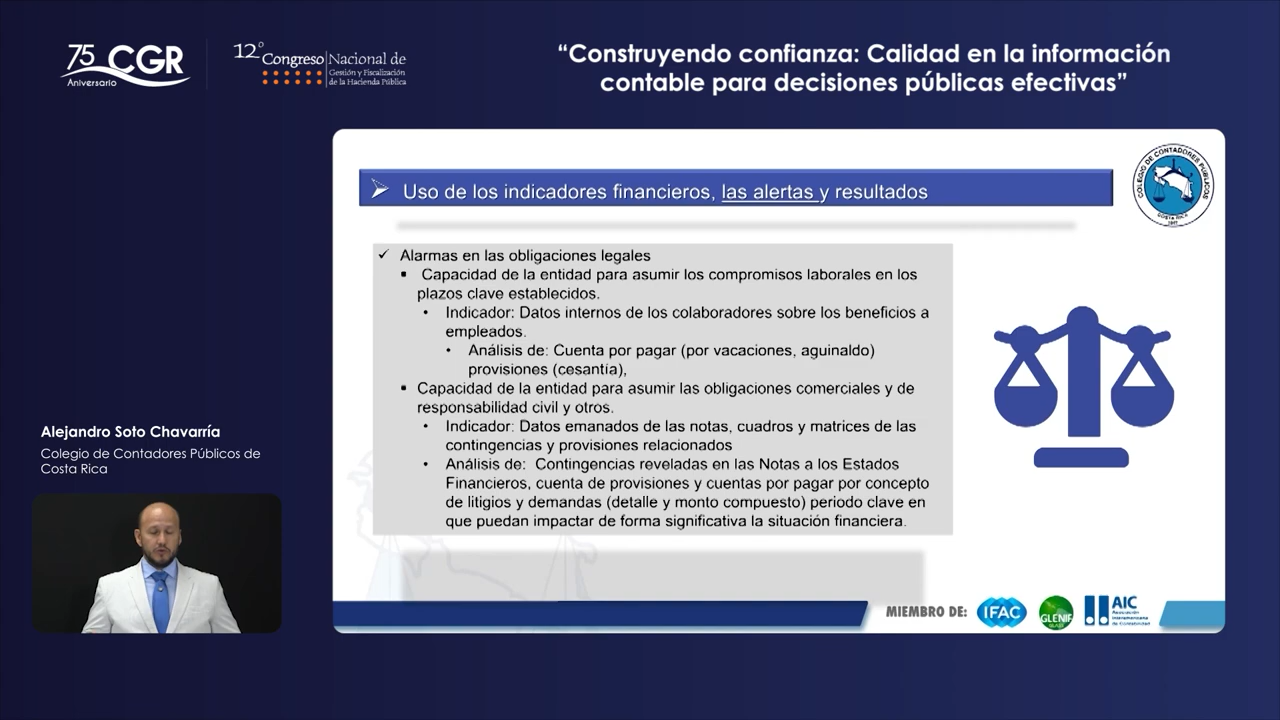 75 CGR
Aniversario
12° Congreso Nacional de
Gestión y Fiscalización
de la Hacienda Pública
“Construyendo confianza: Calidad en la información
contable para decisiones públicas efectivas”
COLEGIO DE CONTADORES PÚBLICOS
COSTA RICA
Uso de los indicadores financieros, las alertas y resultados
✓ Alarmas en las obligaciones legales
▪ Capacidad de la entidad para asumir los compromisos laborales en los
plazos clave establecidos.
• Indicador: Datos internos de los colaboradores sobre los beneficios a
empleados.
• Análisis de: Cuenta por pagar (por vacaciones, aguinaldo)
provisiones (cesantía),
▪ Capacidad de la entidad para asumir las obligaciones comerciales y de
responsabilidad civil y otros.
• Indicador: Datos emanados de las notas, cuadros y matrices de las
contingencias y provisiones relacionados
• Análisis de: Contingencias reveladas en las Notas a los Estados
Financieros, cuenta de provisiones y cuentas por pagar por concepto
de litigios y demandas (detalle y monto compuesto) periodo clave en
que puedan impactar de forma significativa la situación financiera.
Alejandro Soto Chavarría
Colegio de Contadores Públicos de
Costa Rica
MIEMBRO DE:
IFAC
GLENIF
AIC
Asociación
Interamericana
de Contabilidad